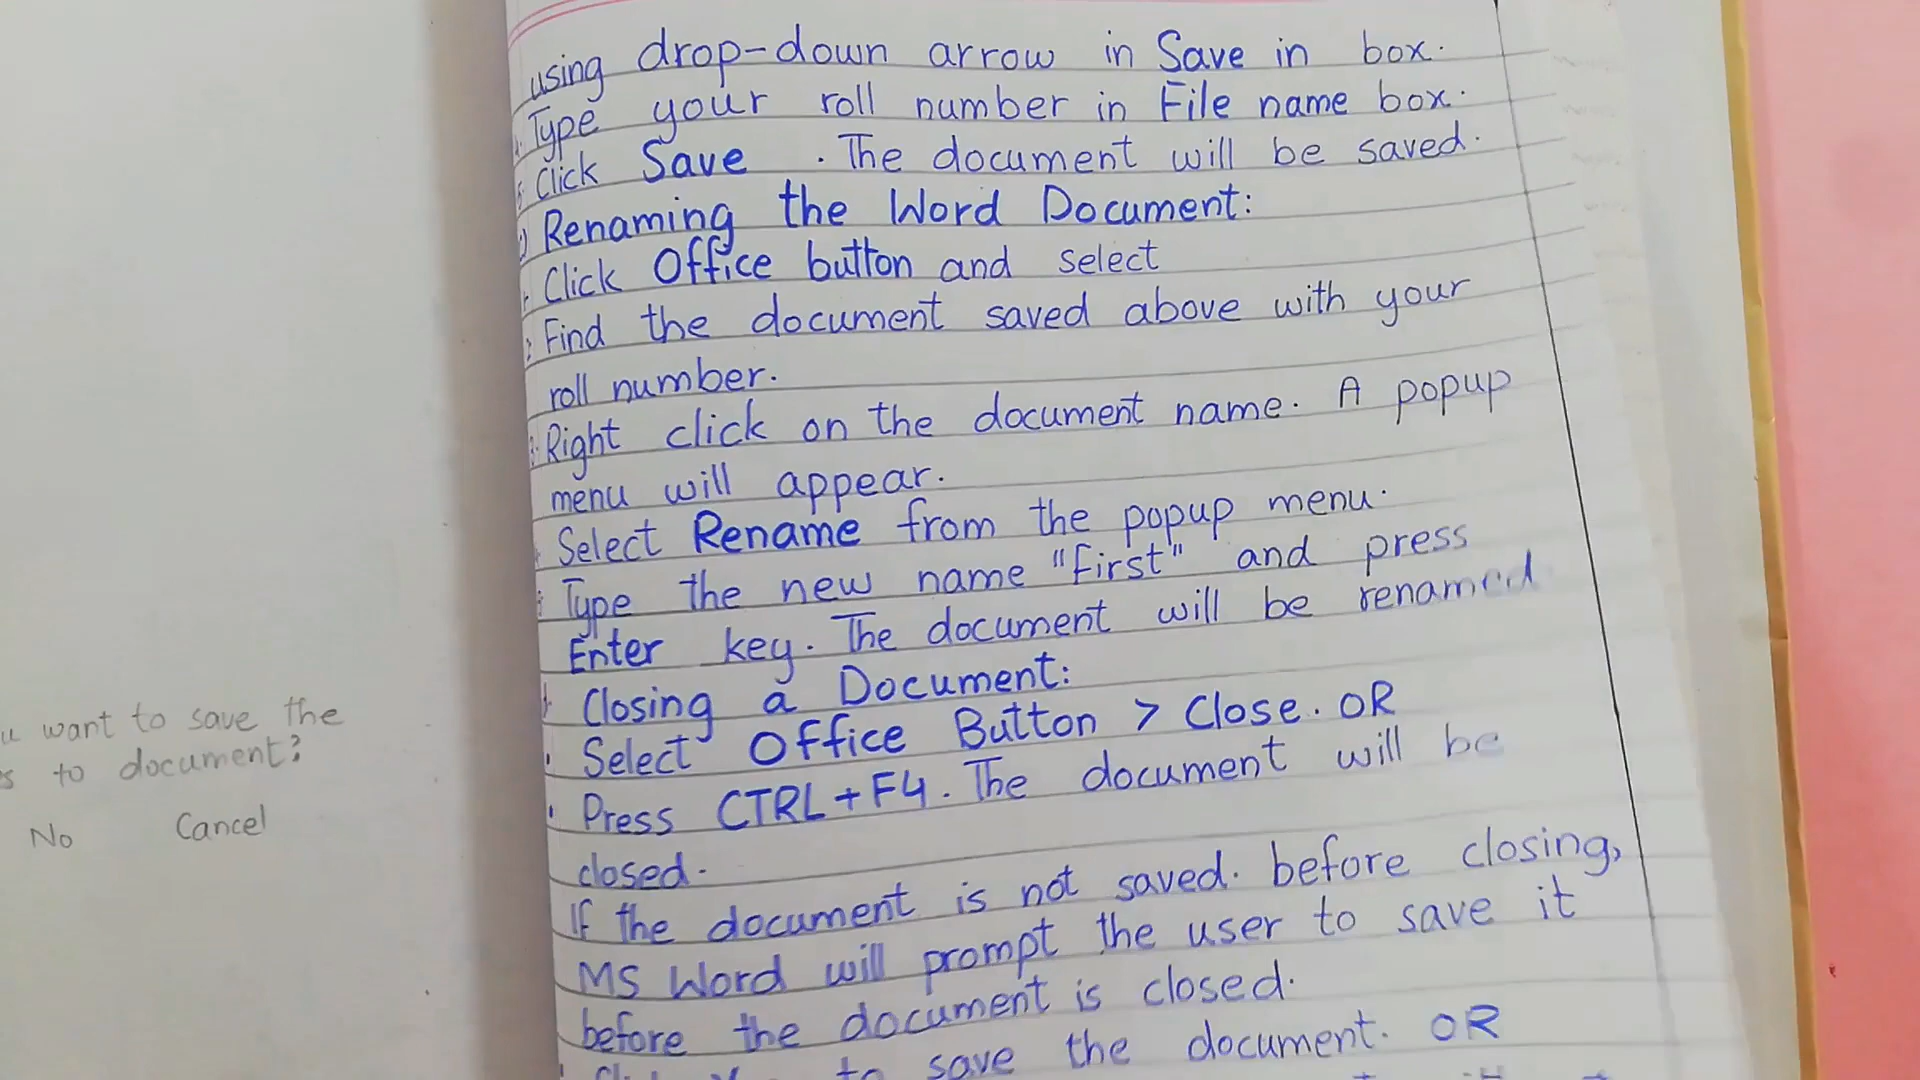 u want to save the
s to document?
No Cancel
using drop-down arrow in Save in box.
4. Type your roll number in File name box.
5. Click Save . The document will be saved.
) Renaming the Word Document:
Click Office button and select
2. Find the document saved above with your
roll number.
3. Right click on the document name. A popup
menu will appear.
Select Rename from the popup menu.
Type the new name "first" and press
Enter key. The document will be renamed
Closing a Document:
Select Office Button > Close. OR
Press CTRL+F4. The document will be
closed.
If the document is not saved. before closing,
MS Word will prompt the user to save it
before the document is closed.
to save the document. OR